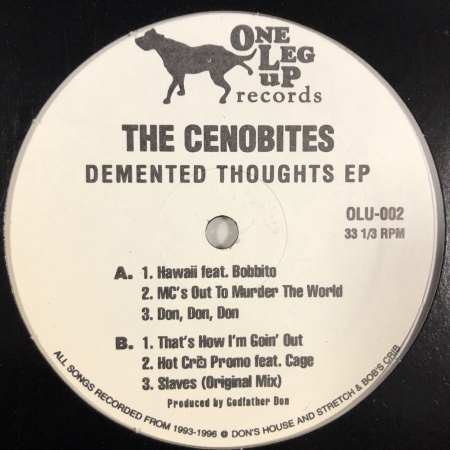 ONE
LEG
uP
records
THE CENOBITES
DEMENTED THOUGHTS EP
OLU-002
33 1/3 RPM
A. 1. Hawaii feat. Bobbito
2. MC's Out To Murder The World
3. Don, Don, Don
B. 1. That's How I'm Goin' Out
2. Hot Promo feat. Cage
3. Slaves (Original Mix)
Produced by Godfather Don
ALL SONGS RECORDED FROM 1993-1996 @ DON'S HOUSE AND STRETCH & BOB'S CRIB